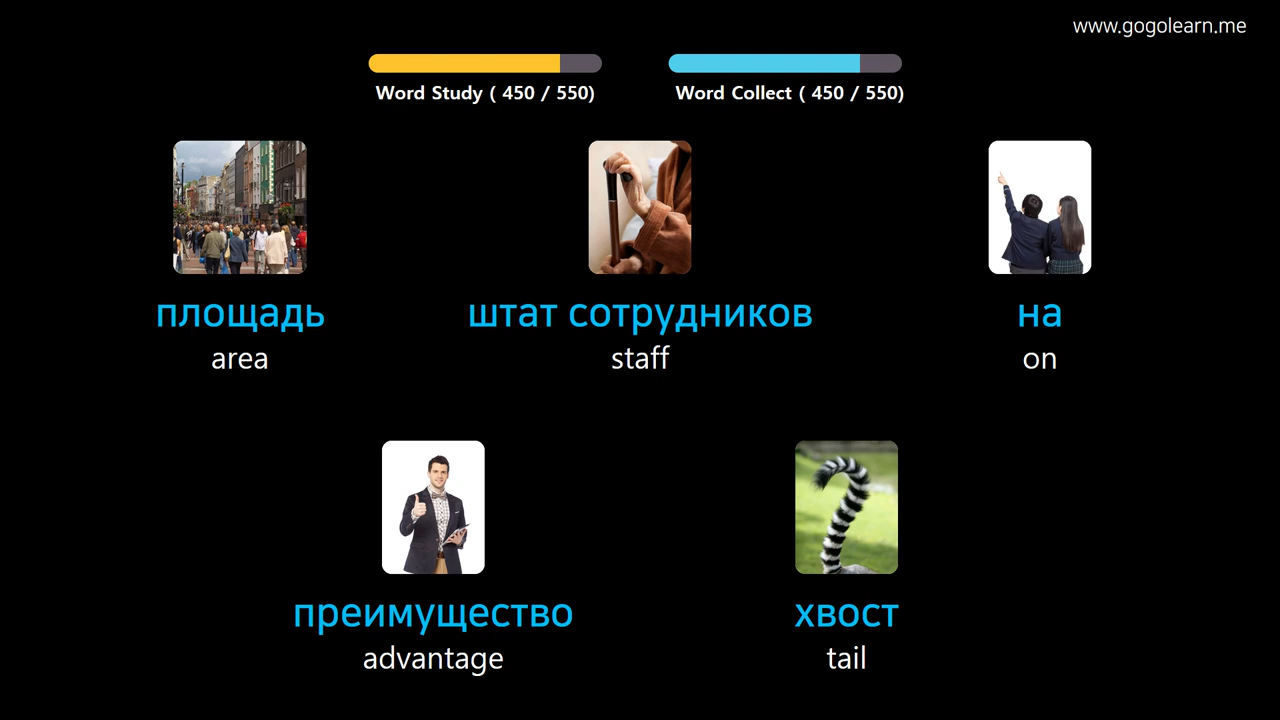 www.gogolearn.me
Word Study ( 450 / 550)
Word Collect ( 450 / 550)
площадь
area
штат сотрудников
staff
на
on
преимущество
advantage
хвост
tail